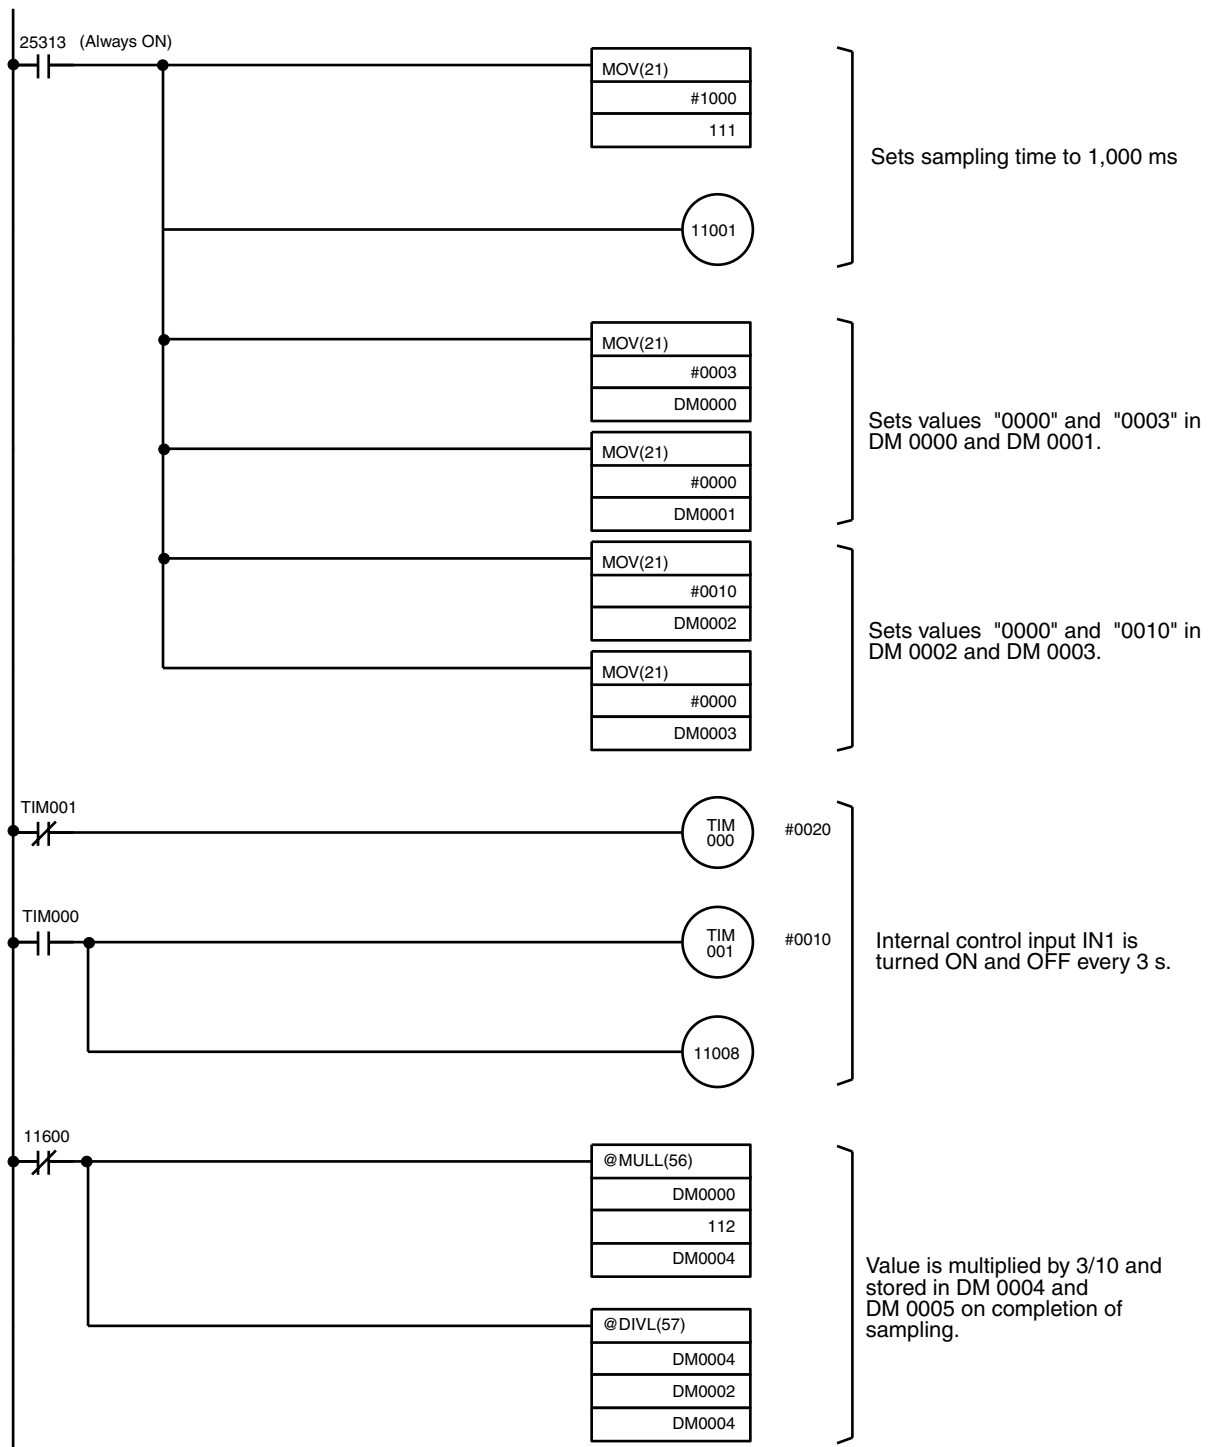 25313 (Always ON)
MOV(21)
#1000
111
Sets sampling time to 1,000 ms
11001
MOV(21)
#0003
DM0000
MOV(21)
#0000
DM0001
Sets values "0000" and "0003" in
DM 0000 and DM 0001.
MOV(21)
#0010
DM0002
MOV(21)
#0000
DM0003
Sets values "0000" and "0010" in
DM 0002 and DM 0003.
TIM001
TIM
000
#0020
TIM000
TIM
001
#0010
Internal control input IN1 is
turned ON and OFF every 3 s.
11008
11600
@MULL(56)
DM0000
112
DM0004
@DIVL(57)
DM0004
DM0002
DM0004
Value is multiplied by 3/10 and
stored in DM 0004 and
DM 0005 on completion of
sampling.